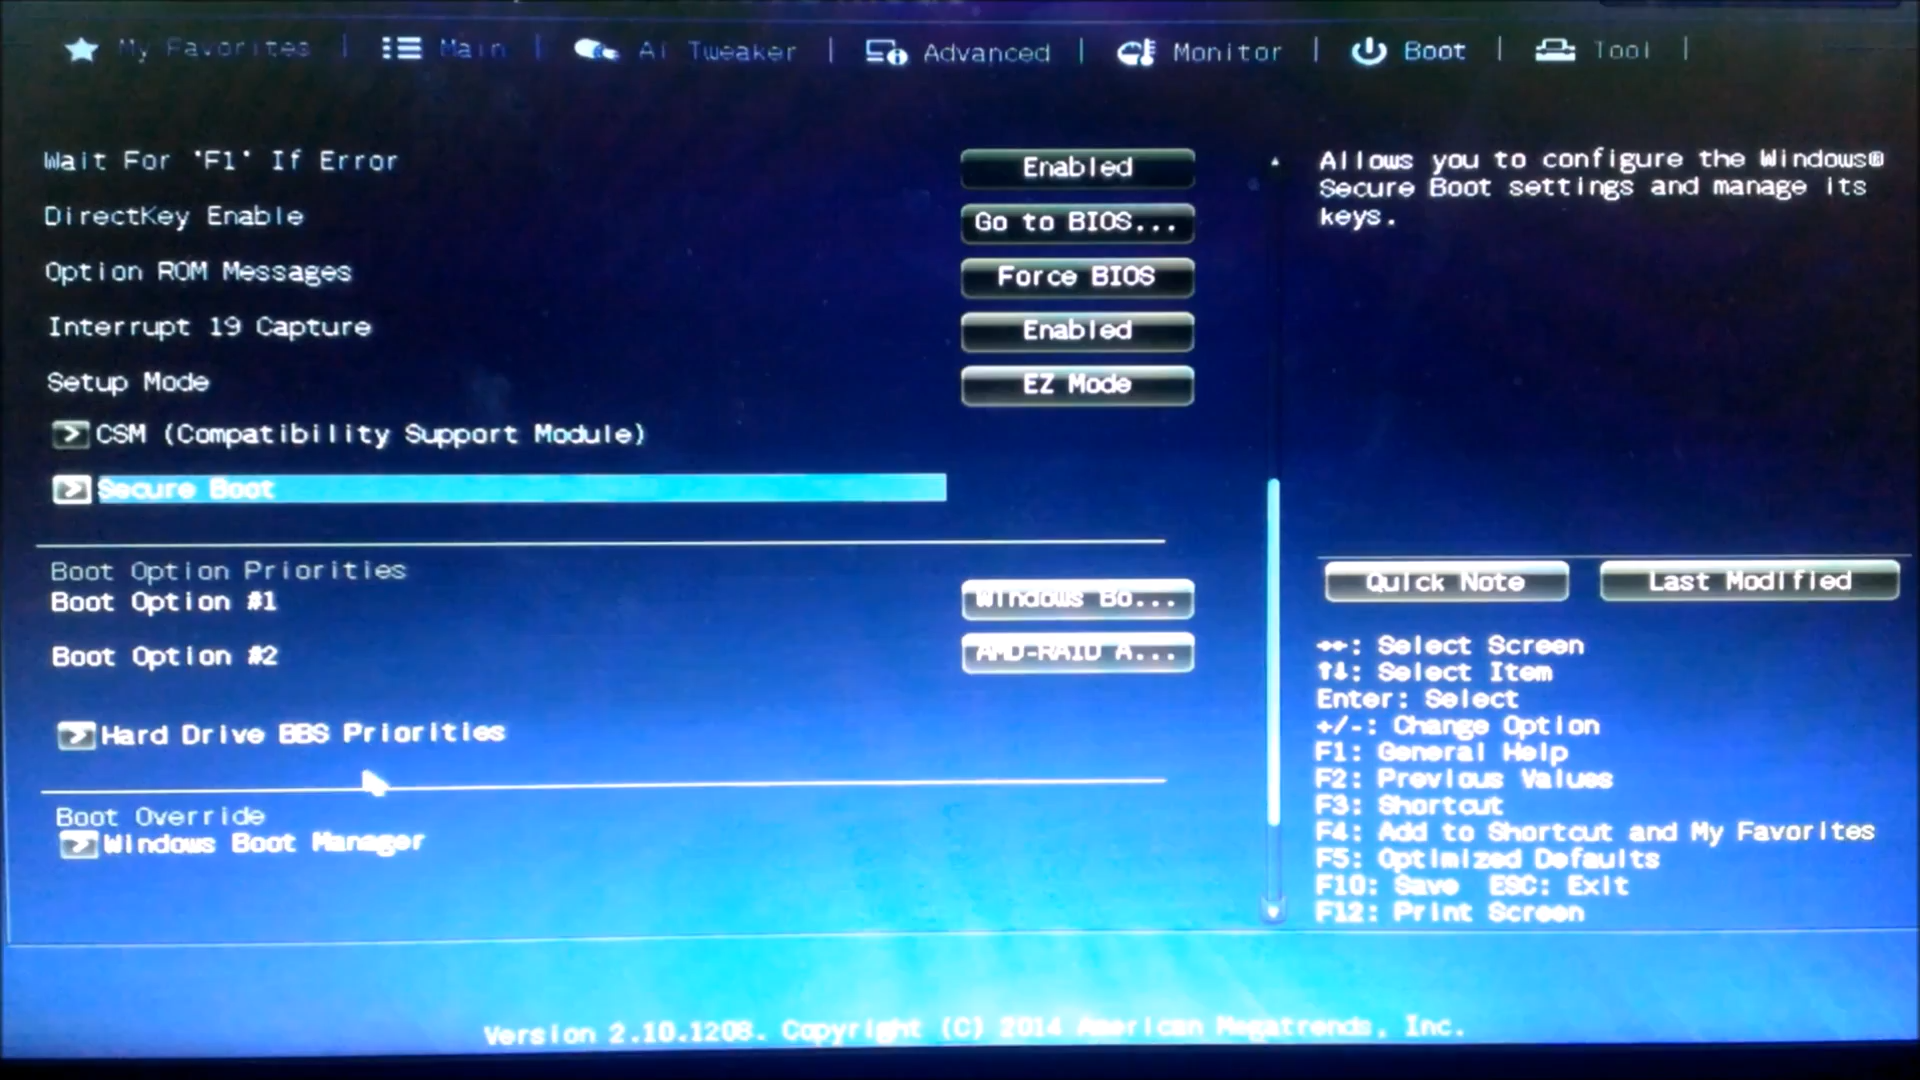 My Favorites | Main | Ai Tweaker | Advanced | Monitor | Boot | Tool |
Wait For 'F1' If Error Enabled
DirectKey Enable Go to BIOS...
Option ROM Messages Force BIOS
Interrupt 19 Capture Enabled
Setup Mode EZ Mode
> CSM (Compatibility Support Module)
> Secure Boot
Boot Option Priorities
Boot Option #1 Windows Bo...
Boot Option #2 AMD-RAID A...
> Hard Drive BBS Priorities
Boot Override
> Windows Boot Manager
Allows you to configure the Windows®
Secure Boot settings and manage its
keys.
Quick Note Last Modified
→←: Select Screen
↑↓: Select Item
Enter: Select
+/-: Change Option
F1: General Help
F2: Previous Values
F3: Shortcut
F4: Add to Shortcut and My Favorites
F5: Optimized Defaults
F10: Save ESC: Exit
F12: Print Screen
Version 2.10.1208. Copyright (C) 2014 American Megatrends, Inc.